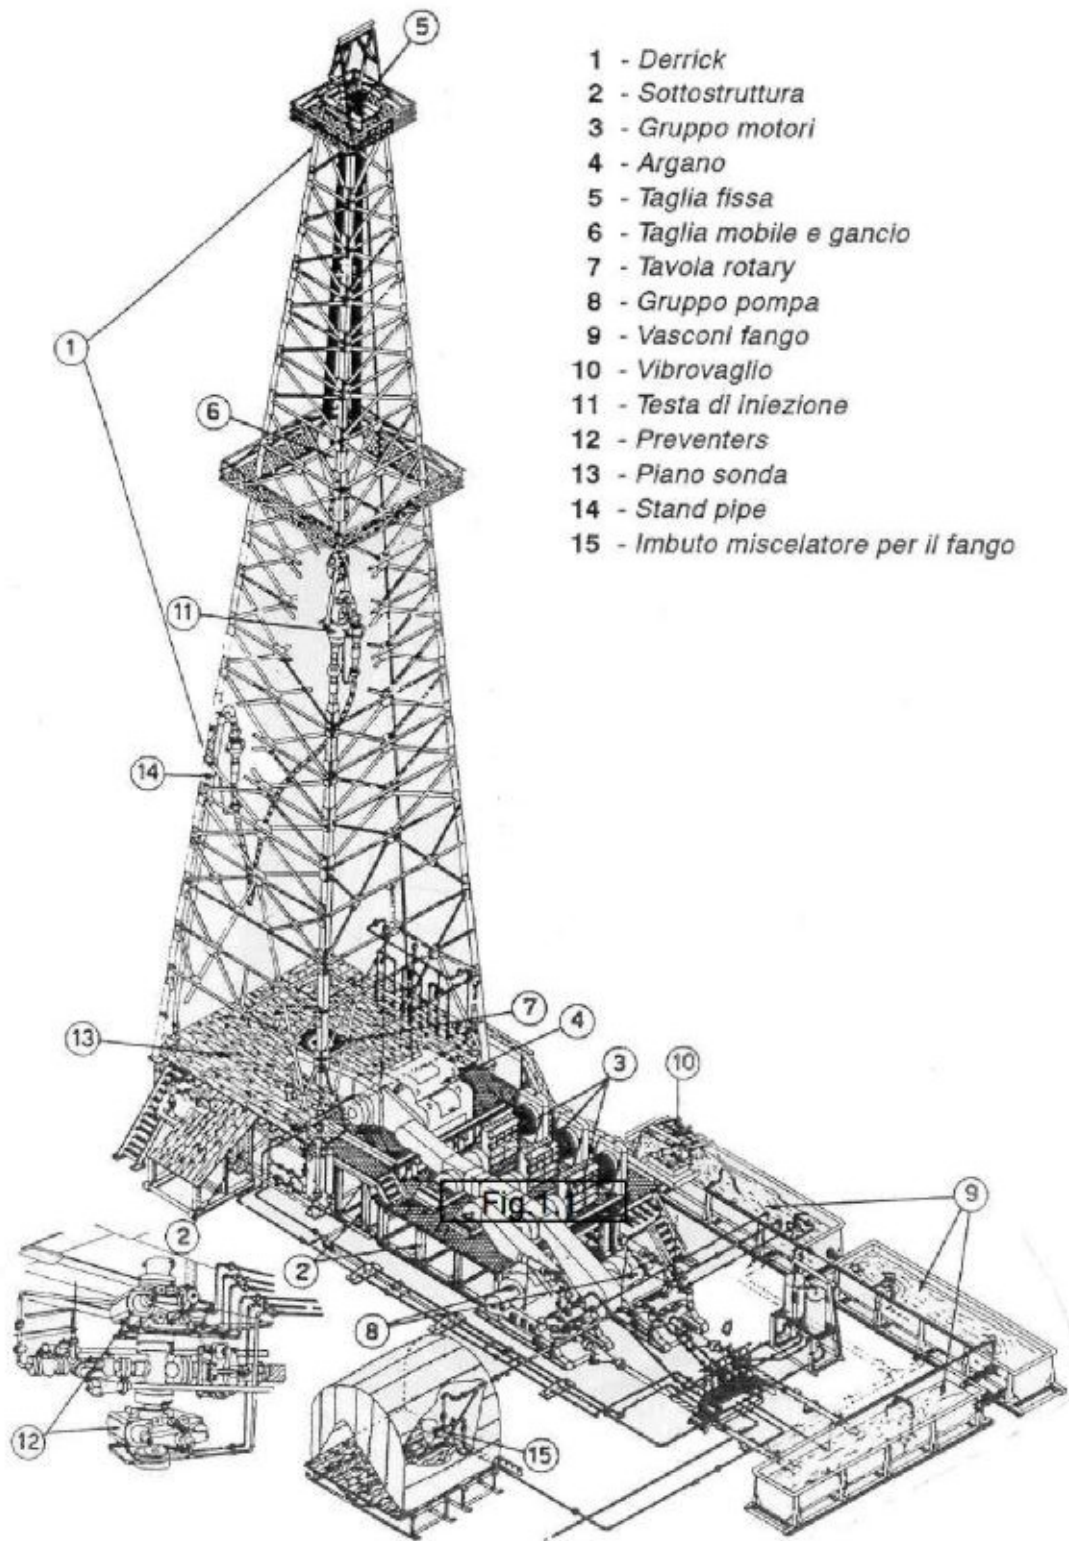 5
1 - Derrick
2 - Sottostruttura
3 - Gruppo motori
4 - Argano
5 - Taglia fissa
6 - Taglia mobile e gancio
7 - Tavola rotary
8 - Gruppo pompa
9 - Vasconi fango
10 - Vibrovaglio
11 - Testa di iniezione
12 - Preventers
13 - Piano sonda
14 - Stand pipe
15 - Imbuto miscelatore per il fango
1
6
11
14
7
4
13
3
10
9
Fig 1.1
2
2
8
12
15